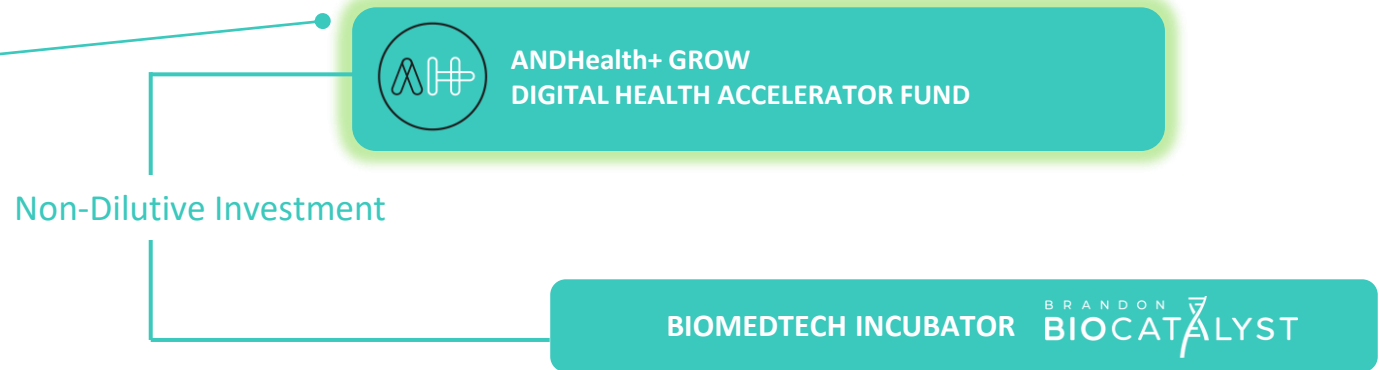 ANDHealth+ GROW
DIGITAL HEALTH ACCELERATOR FUND
Non-Dilutive Investment
BIOMEDTECH INCUBATOR
BRANDON
BIOCATALYST